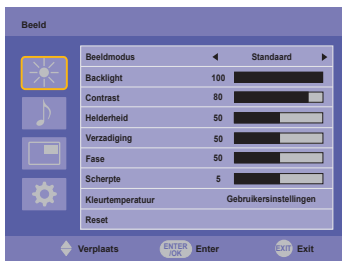 Beeld
Beeldmodus Standaard
Backlight 100
Contrast 80
Helderheid 50
Verzadiging 50
Fase 50
Scherpte 5
Kleurtemperatuur Gebruikersinstellingen
Reset
Verplaats ENTER /OK Enter EXIT Exit